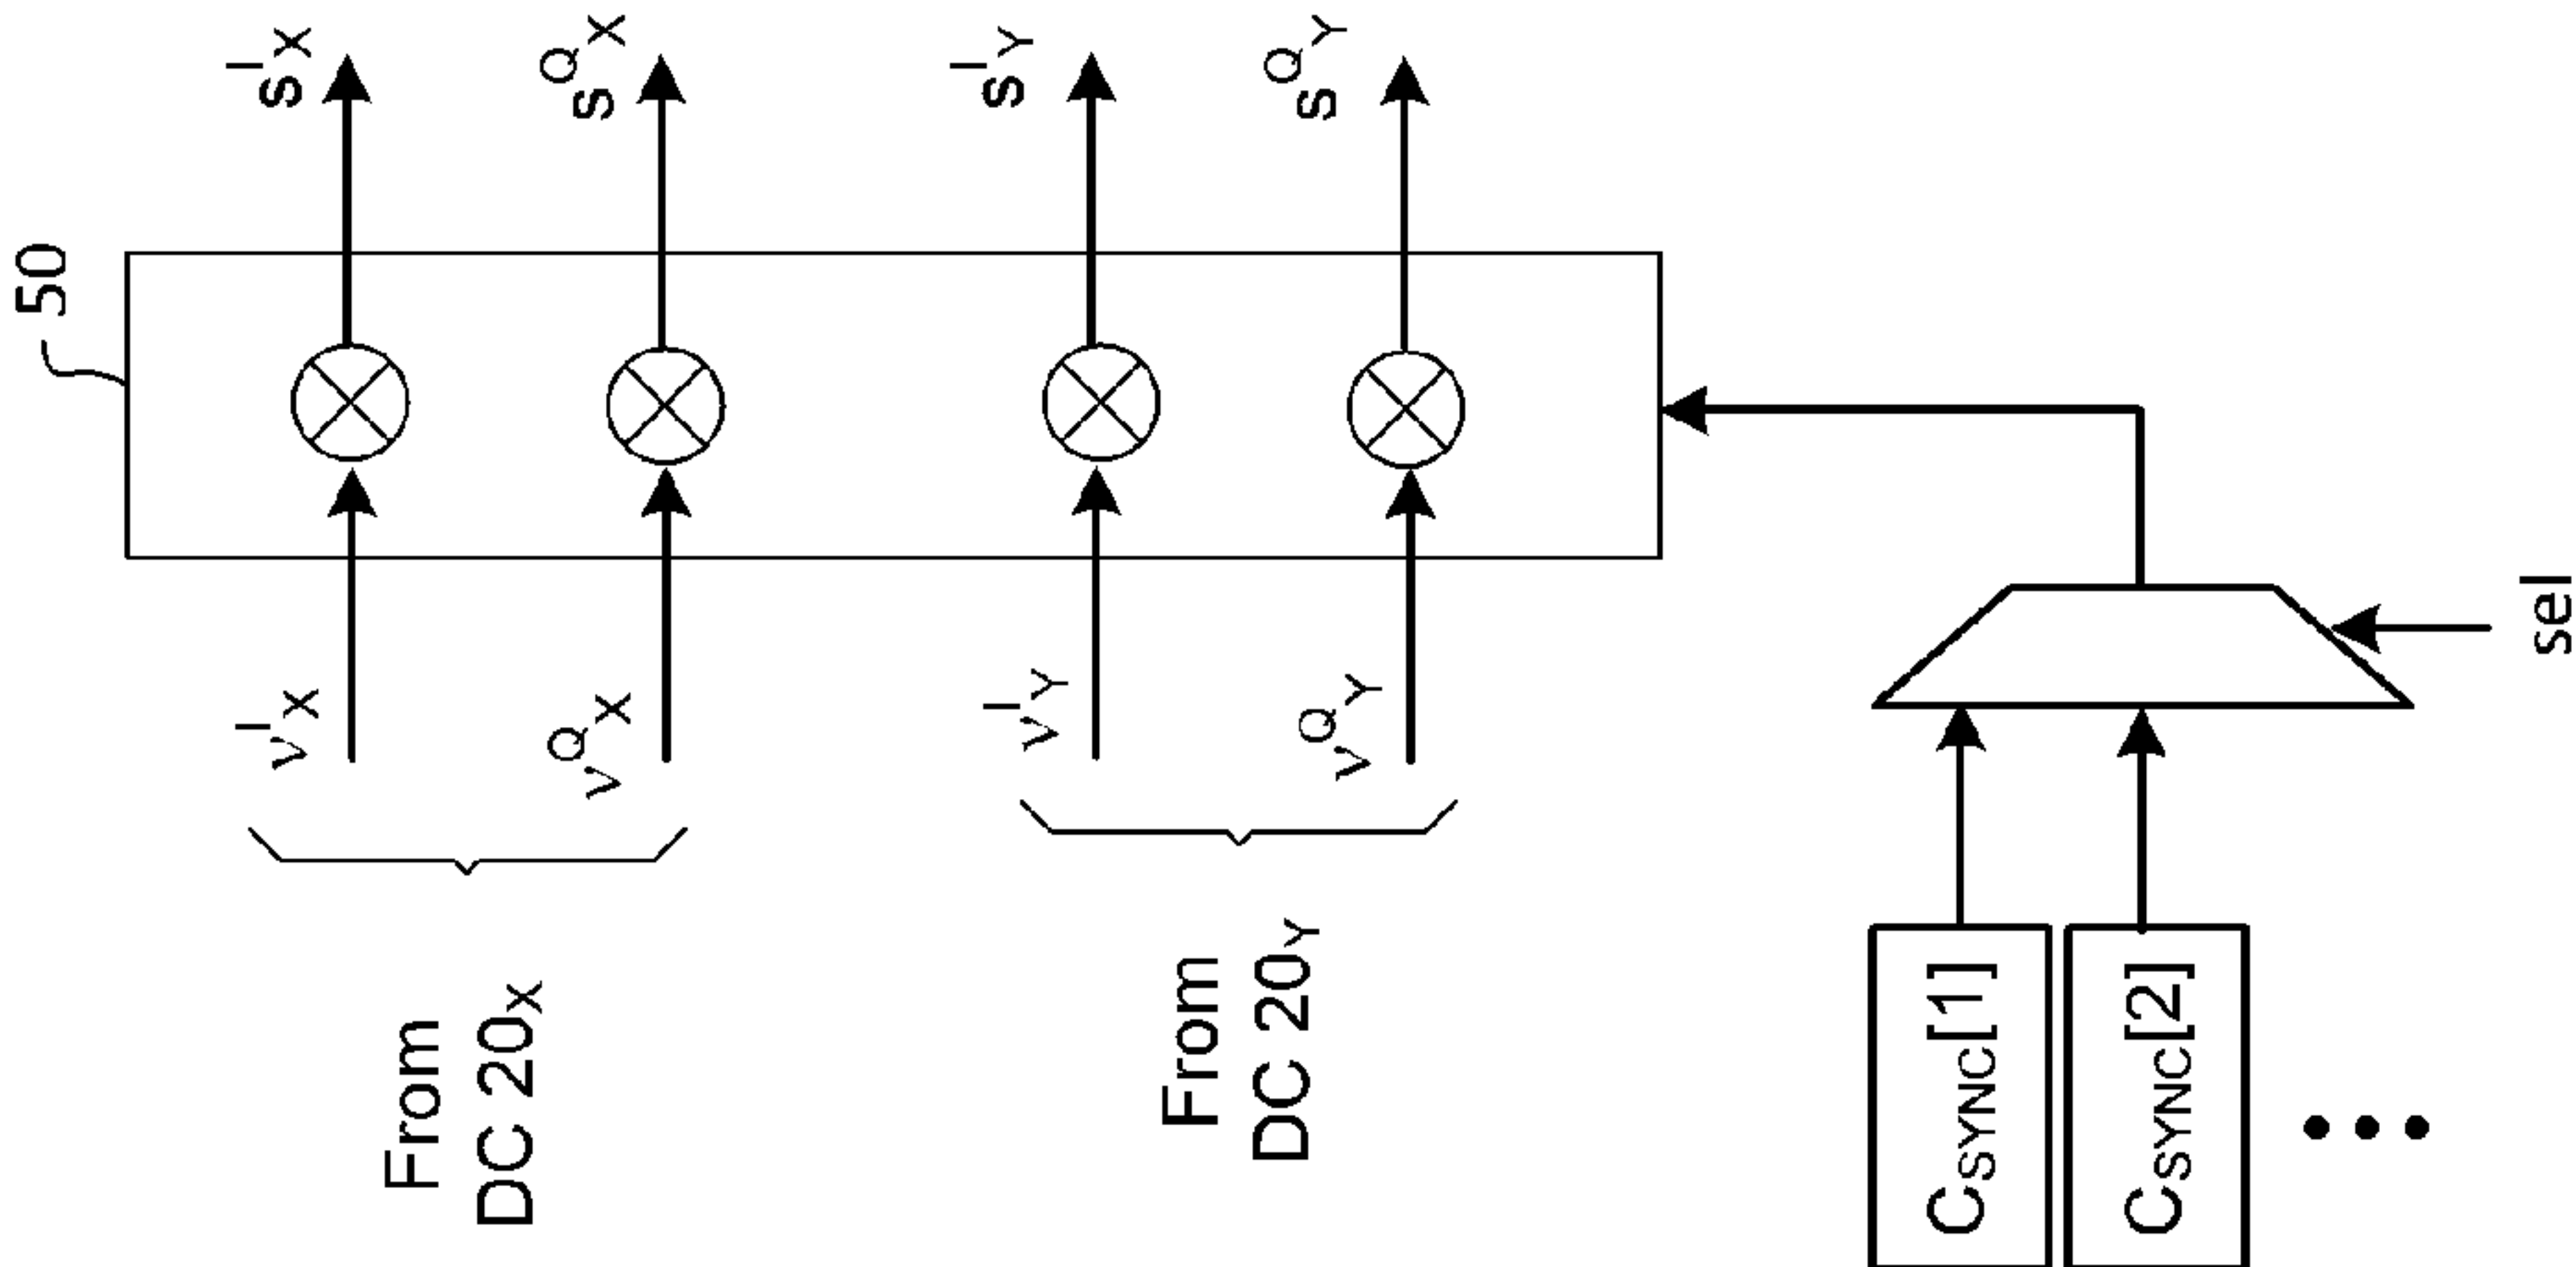 50
s^I_X
s^Q_X
s^I_Y
s^Q_Y
ν^I_X
ν^Q_X
ν^I_Y
ν^Q_Y
From
DC 20_X
From
DC 20_Y
C_SYNC[1]
C_SYNC[2]
•••
sel